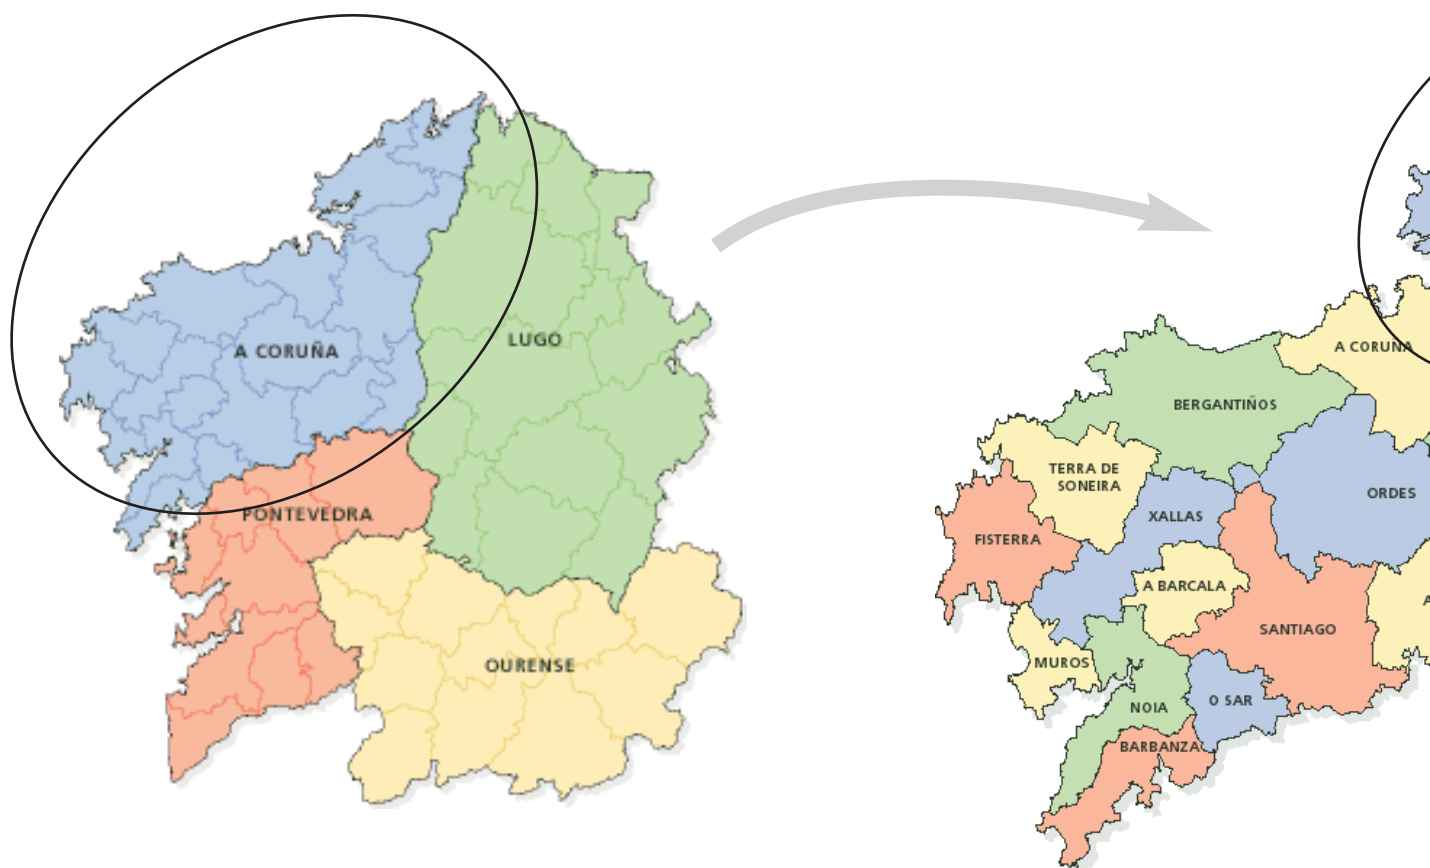 A CORUÑA
LUGO
PONTEVEDRA
OURENSE
A CORUÑA
BERGANTIÑOS
TERRA DE
SONEIRA
ORDES
XALLAS
FISTERRA
A BARCALA
SANTIAGO
MUROS
O SAR
NOIA
BARBANZA